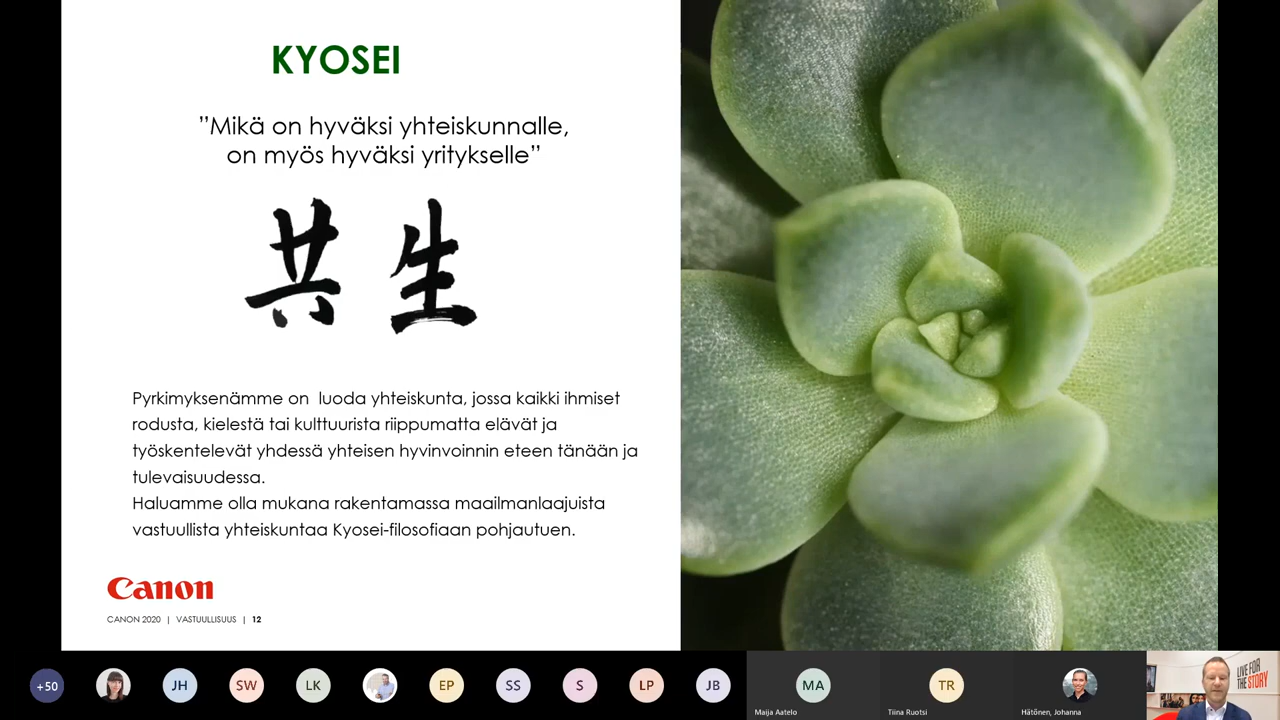 KYOSEI
”Mikä on hyväksi yhteiskunnalle,
on myös hyväksi yritykselle”
共生
Pyrkimyksenämme on luoda yhteiskunta, jossa kaikki ihmiset
rodusta, kielestä tai kulttuurista riippumatta elävät ja
työskentelevät yhdessä yhteisen hyvinvoinnin eteen tänään ja
tulevaisuudessa.
Haluamme olla mukana rakentamassa maailmanlaajuista
vastuullista yhteiskuntaa Kyosei-filosofiaan pohjautuen.
Canon
CANON 2020 | VASTUULLISUUS | 12
+50
JH
SW
LK
EP
SS
S
LP
JB
MA
Maija Aatelo
TR
Tiina Ruotsi
Hätönen, Johanna
LIVE FOR
THE STORY